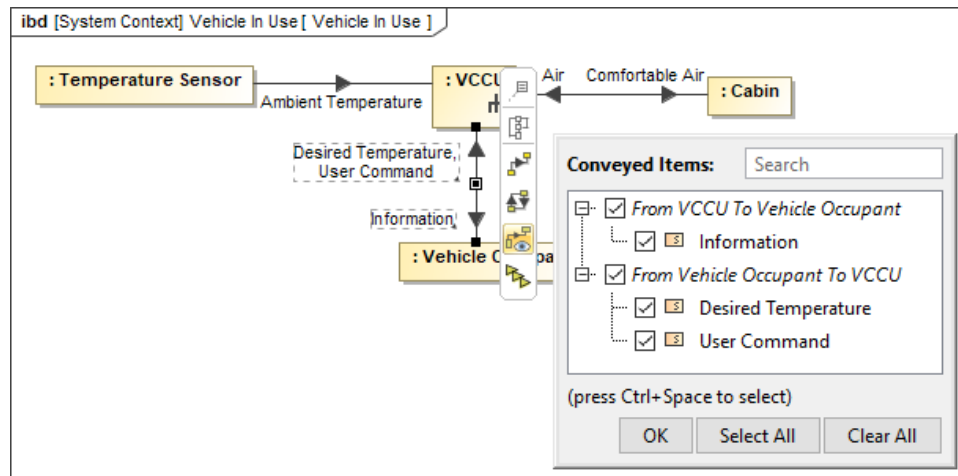 ibd [System Context] Vehicle In Use [ Vehicle In Use ]
: Temperature Sensor
: VCCU
Air
Comfortable Air
: Cabin
Ambient Temperature
Desired Temperature,
User Command
Information
: Vehicle
Conveyed Items:
Search
From VCCU To Vehicle Occupant
Information
From Vehicle Occupant To VCCU
Desired Temperature
User Command
(press Ctrl+Space to select)
OK
Select All
Clear All